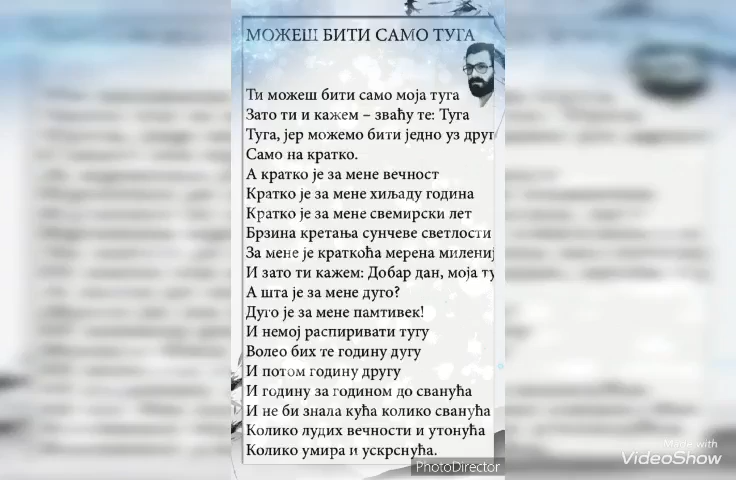 МОЖЕШ БИТИ САМО ТУГА
Ти можеш бити само моја туга
Зато ти и кажем – зваћу те: Туга
Туга, јер можемо бити једно уз друг
Само на кратко.
А кратко је за мене вечност
Кратко је за мене хиљаду година
Кратко је за мене свемирски лет
Брзина кретања сунчеве светлости
За мене је краткоћа мерена милениј
И зато ти кажем: Добар дан, моја ту
А шта је за мене дуго?
Дуго је за мене памтивек!
И немој распиривати тугу
Волео бих те годину дугу
И потом годину другу
И годину за годином до сванућа
И не би знала кућа колико сванућа
Колико лудих вечности и утонућа
Колико умира и ускрснућа.
PhotoDirector
Made with
VideoShow